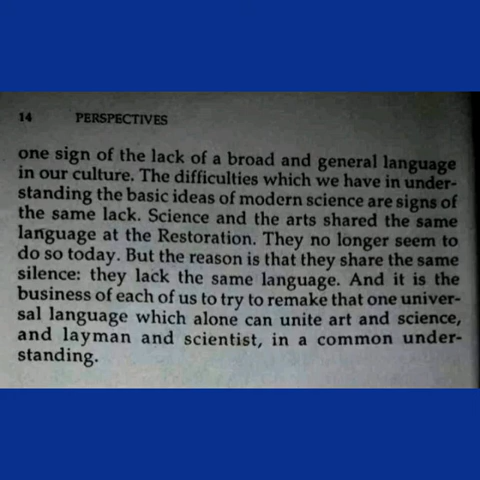 14 PERSPECTIVES
one sign of the lack of a broad and general language
in our culture. The difficulties which we have in under-
standing the basic ideas of modern science are signs of
the same lack. Science and the arts shared the same
language at the Restoration. They no longer seem to
do so today. But the reason is that they share the same
silence: they lack the same language. And it is the
business of each of us to try to remake that one univer-
sal language which alone can unite art and science,
and layman and scientist, in a common under-
standing.